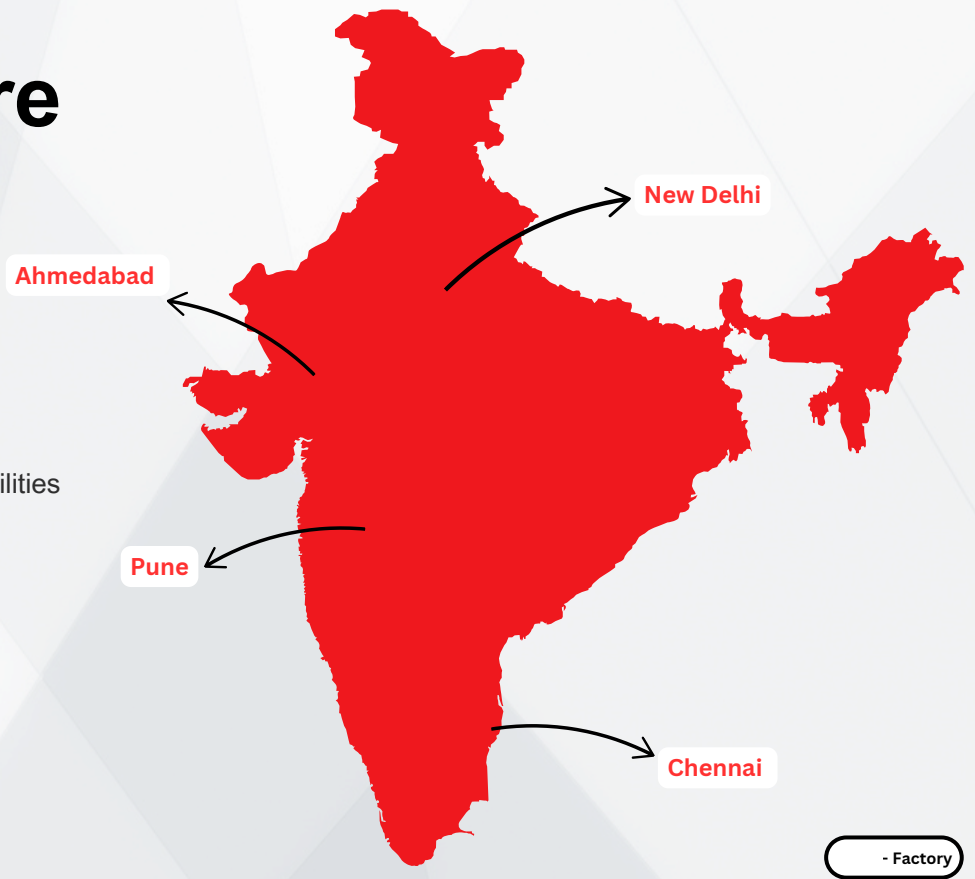 re
New Delhi
Ahmedabad
ilities
Pune
Chennai
- Factory